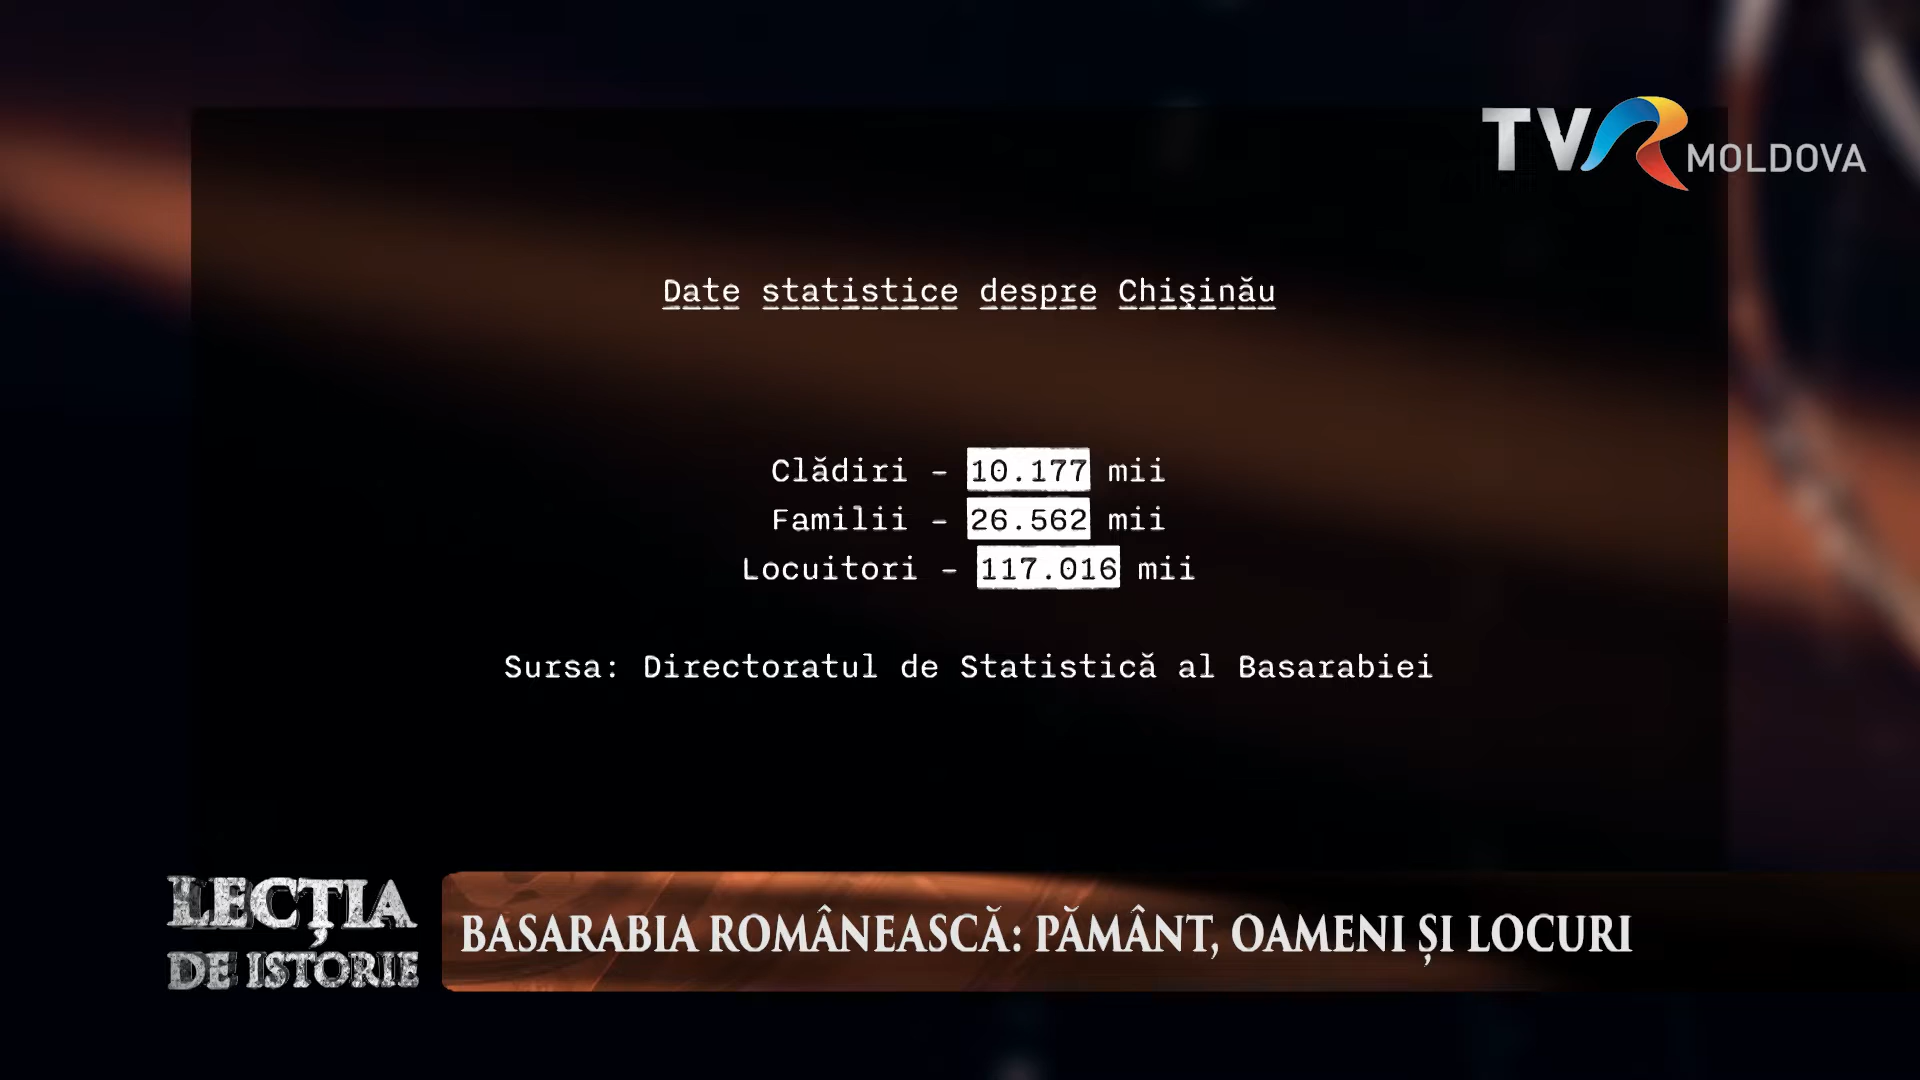 TVR MOLDOVA
Date statistice despre Chişinău
Clădiri – 10.177 mii
Familii – 26.562 mii
Locuitori – 117.016 mii
Sursa: Directoratul de Statistică al Basarabiei
LECȚIA
DE ISTORIE
BASARABIA ROMÂNEASCĂ: PĂMÂNT, OAMENI ȘI LOCURI